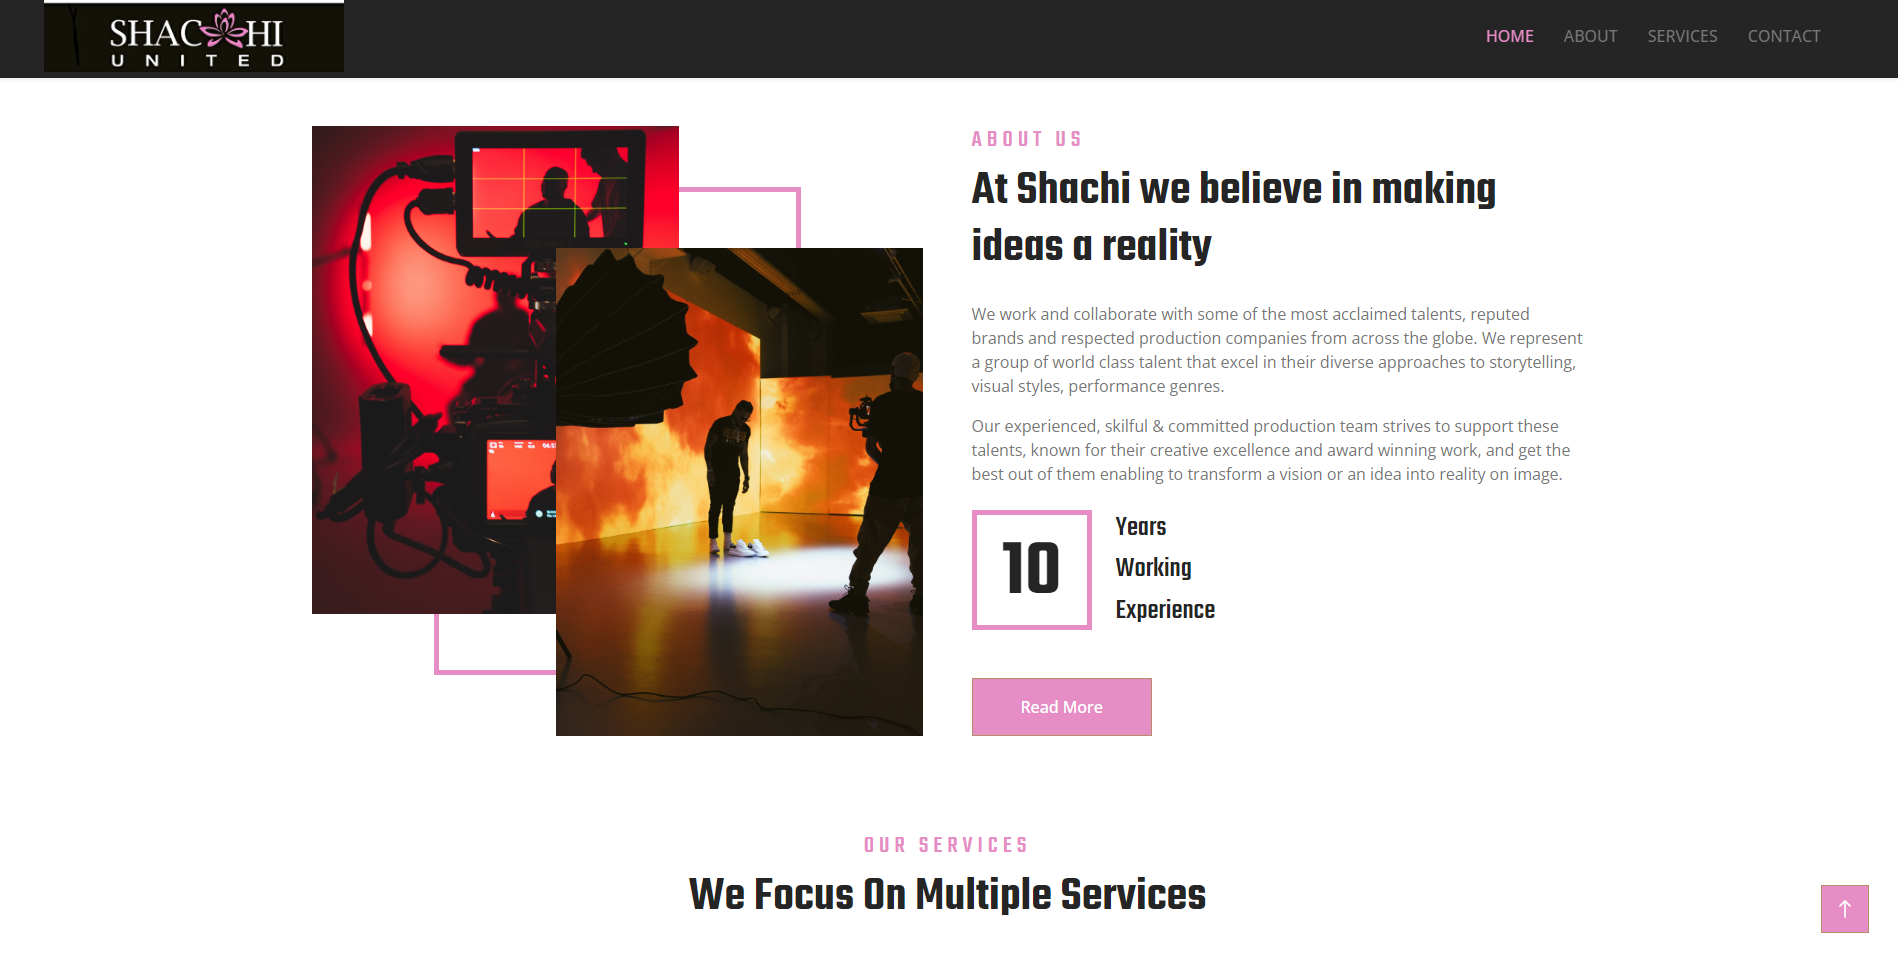 SHACHI
UNITED
HOME ABOUT SERVICES CONTACT
ABOUT US
At Shachi we believe in making
ideas a reality
We work and collaborate with some of the most acclaimed talents, reputed
brands and respected production companies from across the globe. We represent
a group of world class talent that excel in their diverse approaches to storytelling,
visual styles, performance genres.
Our experienced, skilful & committed production team strives to support these
talents, known for their creative excellence and award winning work, and get the
best out of them enabling to transform a vision or an idea into reality on image.
10
Years
Working
Experience
Read More
OUR SERVICES
We Focus On Multiple Services